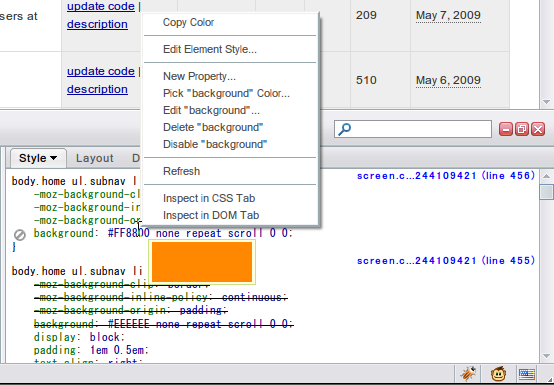 sers at
update code |
description
209
May 7, 2009
update code |
description
510
May 6, 2009
Copy Color
Edit Element Style...
New Property...
Pick "background" Color...
Edit "background"...
Delete "background"
Disable "background"
Refresh
Inspect in CSS Tab
Inspect in DOM Tab
Style
Layout
D
body.home ul.subnav li
screen.c...244109421 (line 456)
-moz-background-cl
-moz-background-in
-moz-background-or
background: #FF8800 none repeat scroll 0 0;
}
body.home ul.subnav li
screen.c...244109421 (line 455)
-moz-background-clip: border;
-moz-background-inline-policy: continuous;
-moz-background-origin: padding;
background: #EEEEEE none repeat scroll 0 0;
display: block;
padding: 1em 0.5em;
text-align: right;